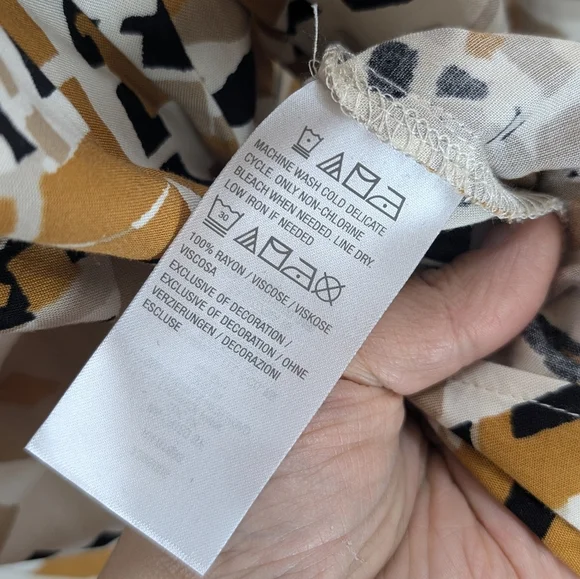 MACHINE WASH COLD DELICATE
CYCLE. ONLY NON-CHLORINE
BLEACH WHEN NEEDED. LINE DRY.
LOW IRON IF NEEDED
30
100% RAYON / VISCOSE / VISKOSE
VISCOSA
EXCLUSIVE OF DECORATION /
EXCLUSIVE OF DECORATION / OHNE
VERZIERUNGEN / DECORAZIONI
ESCLUSE